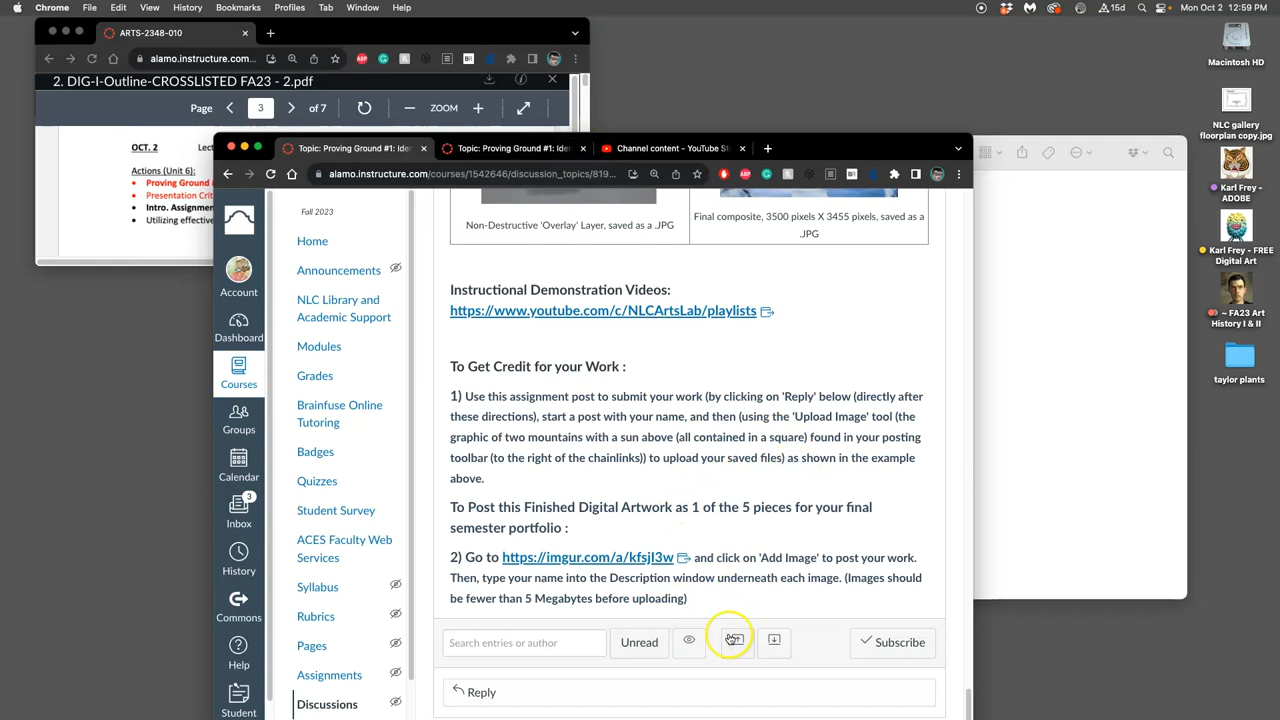 Chrome File Edit View History Bookmarks Profiles Tab Window Help
15d Mon Oct 2 12:59 PM
ARTS-2348-010
alamo.instructure.com...
2. DIG-I-Outline-CROSSLISTED FA23 - 2.pdf
Page 3 of 7 ZOOM
OCT. 2 Lect
Actions (Unit 6):
Proving Ground #
Presentation Crit
Intro. Assignme
Utilizing effective
Topic: Proving Ground #1: Iden
Topic: Proving Ground #1: Iden
Channel content - YouTube St
alamo.instructure.com/courses/1542646/discussion_topics/819...
Account
Dashboard
Courses
Groups
Calendar
3
Inbox
History
Commons
Help
Student
Fall 2023
Home
Announcements
NLC Library and
Academic Support
Modules
Grades
Brainfuse Online
Tutoring
Badges
Quizzes
Student Survey
ACES Faculty Web
Services
Syllabus
Rubrics
Pages
Assignments
Discussions
Non-Destructive 'Overlay' Layer, saved as a .JPG
Final composite, 3500 pixels X 3455 pixels, saved as a
.JPG
Instructional Demonstration Videos:
https://www.youtube.com/c/NLCArtsLab/playlists
To Get Credit for your Work :
1) Use this assignment post to submit your work (by clicking on 'Reply' below (directly after
these directions), start a post with your name, and then (using the 'Upload Image' tool (the
graphic of two mountains with a sun above (all contained in a square) found in your posting
toolbar (to the right of the chainlinks)) to upload your saved files) as shown in the example
above.
To Post this Finished Digital Artwork as 1 of the 5 pieces for your final
semester portfolio :
2) Go to https://imgur.com/a/kfsjI3w and click on 'Add Image' to post your work.
Then, type your name into the Description window underneath each image. (Images should
be fewer than 5 Megabytes before uploading)
Search entries or author Unread Subscribe
Reply
Macintosh HD
NLC gallery
floorplan copy.jpg
Karl Frey -
ADOBE
Karl Frey - FREE
Digital Art
~ FA23 Art
History I & II
taylor plants